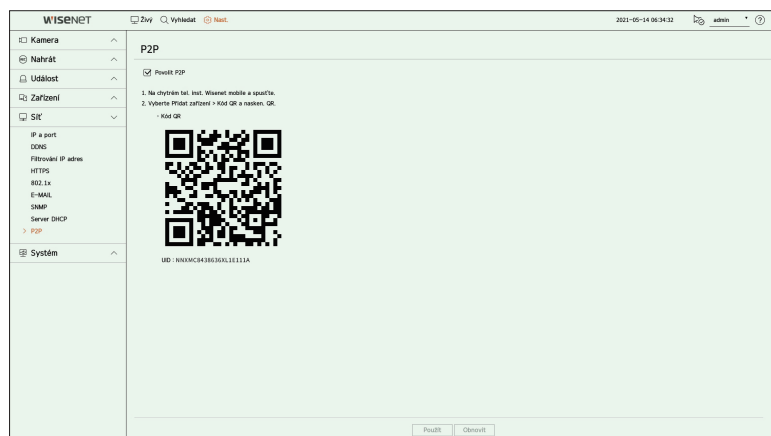 WISENET
Živý Vyhledat Nast.
2021-05-14 06:34:32
admin
?
Kamera
Nahrát
Událost
Zařízení
Síť
IP a port
DDNS
Filtrování IP adres
HTTPS
802.1x
E-MAIL
SNMP
Server DHCP
> P2P
Systém
P2P
Povolit P2P
1. Na chytrém tel. inst. Wisenet mobile a spusťte.
2. Vyberte Přidat zařízení > Kód QR a nasken. QR.
- Kód QR
UID : NNXMC8438636XL1E111A
Použít Obnovit